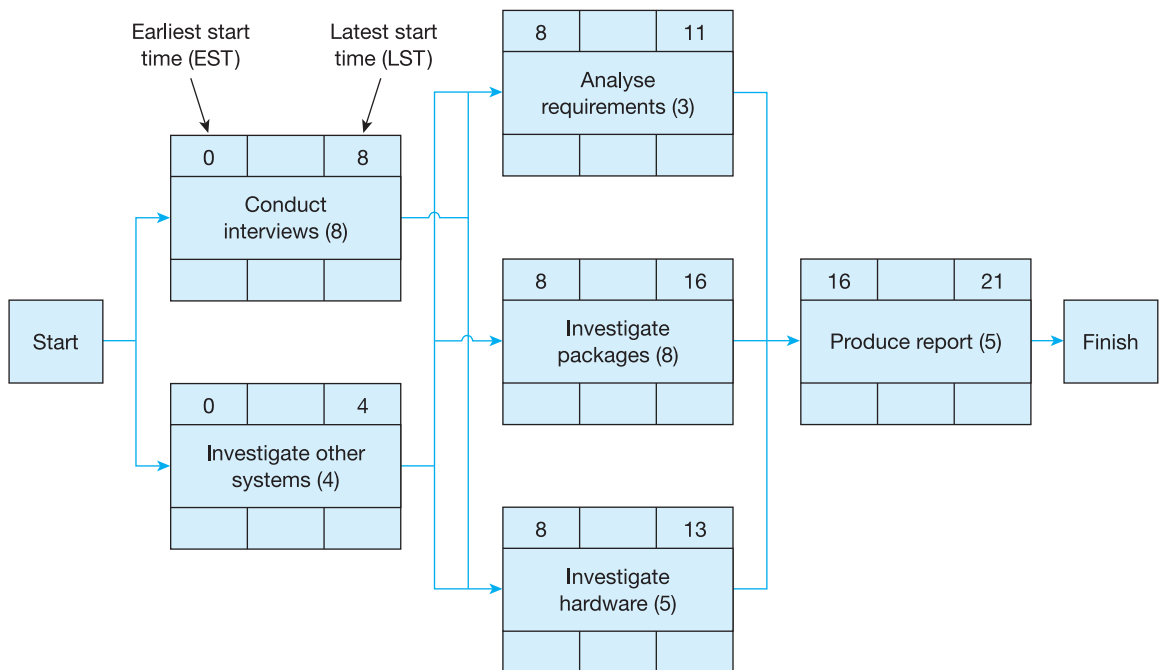 Earliest start
time (EST)
Latest start
time (LST)
8 11
Analyse
requirements (3)
0 8
Conduct
interviews (8)
8 16
Investigate
packages (8)
16 21
Produce report (5)
Start
Finish
0 4
Investigate other
systems (4)
8 13
Investigate
hardware (5)